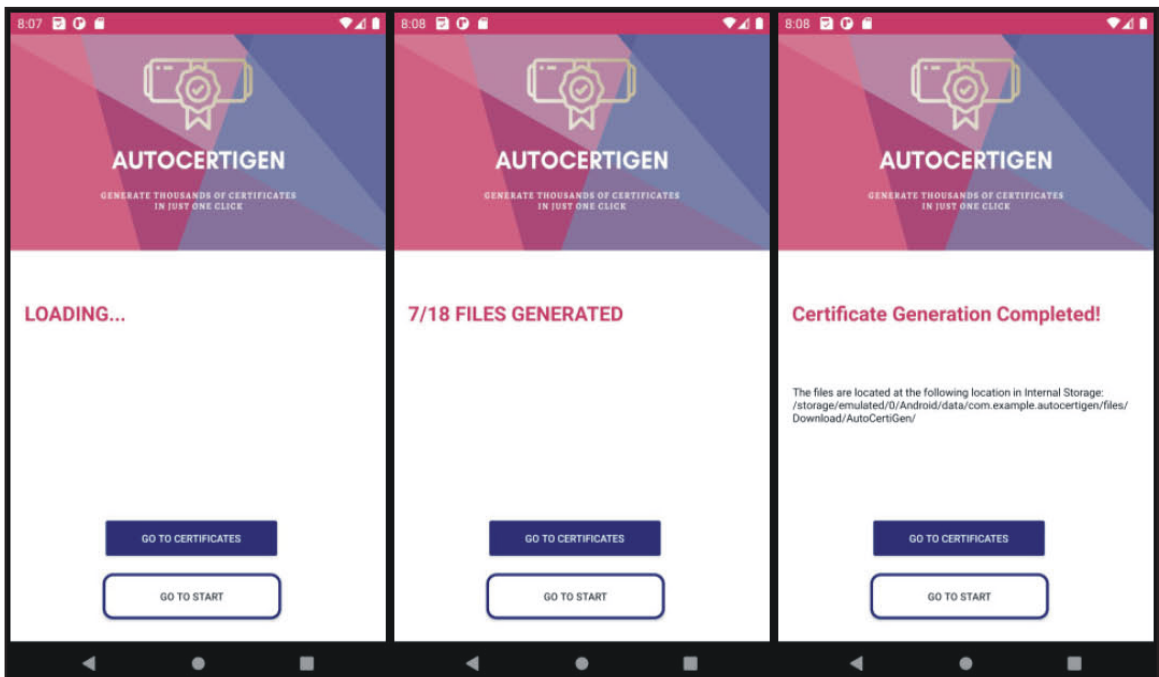 8:07
AUTOCERTIGEN
GENERATE THOUSANDS OF CERTIFICATES
IN JUST ONE CLICK
LOADING...
GO TO CERTIFICATES
GO TO START
8:08
AUTOCERTIGEN
GENERATE THOUSANDS OF CERTIFICATES
IN JUST ONE CLICK
7/18 FILES GENERATED
GO TO CERTIFICATES
GO TO START
8:08
AUTOCERTIGEN
GENERATE THOUSANDS OF CERTIFICATES
IN JUST ONE CLICK
Certificate Generation Completed!
The files are located at the following location in Internal Storage:
/storage/emulated/0/Android/data/com.example.autocertigen/files/
Download/AutoCertiGen/
GO TO CERTIFICATES
GO TO START